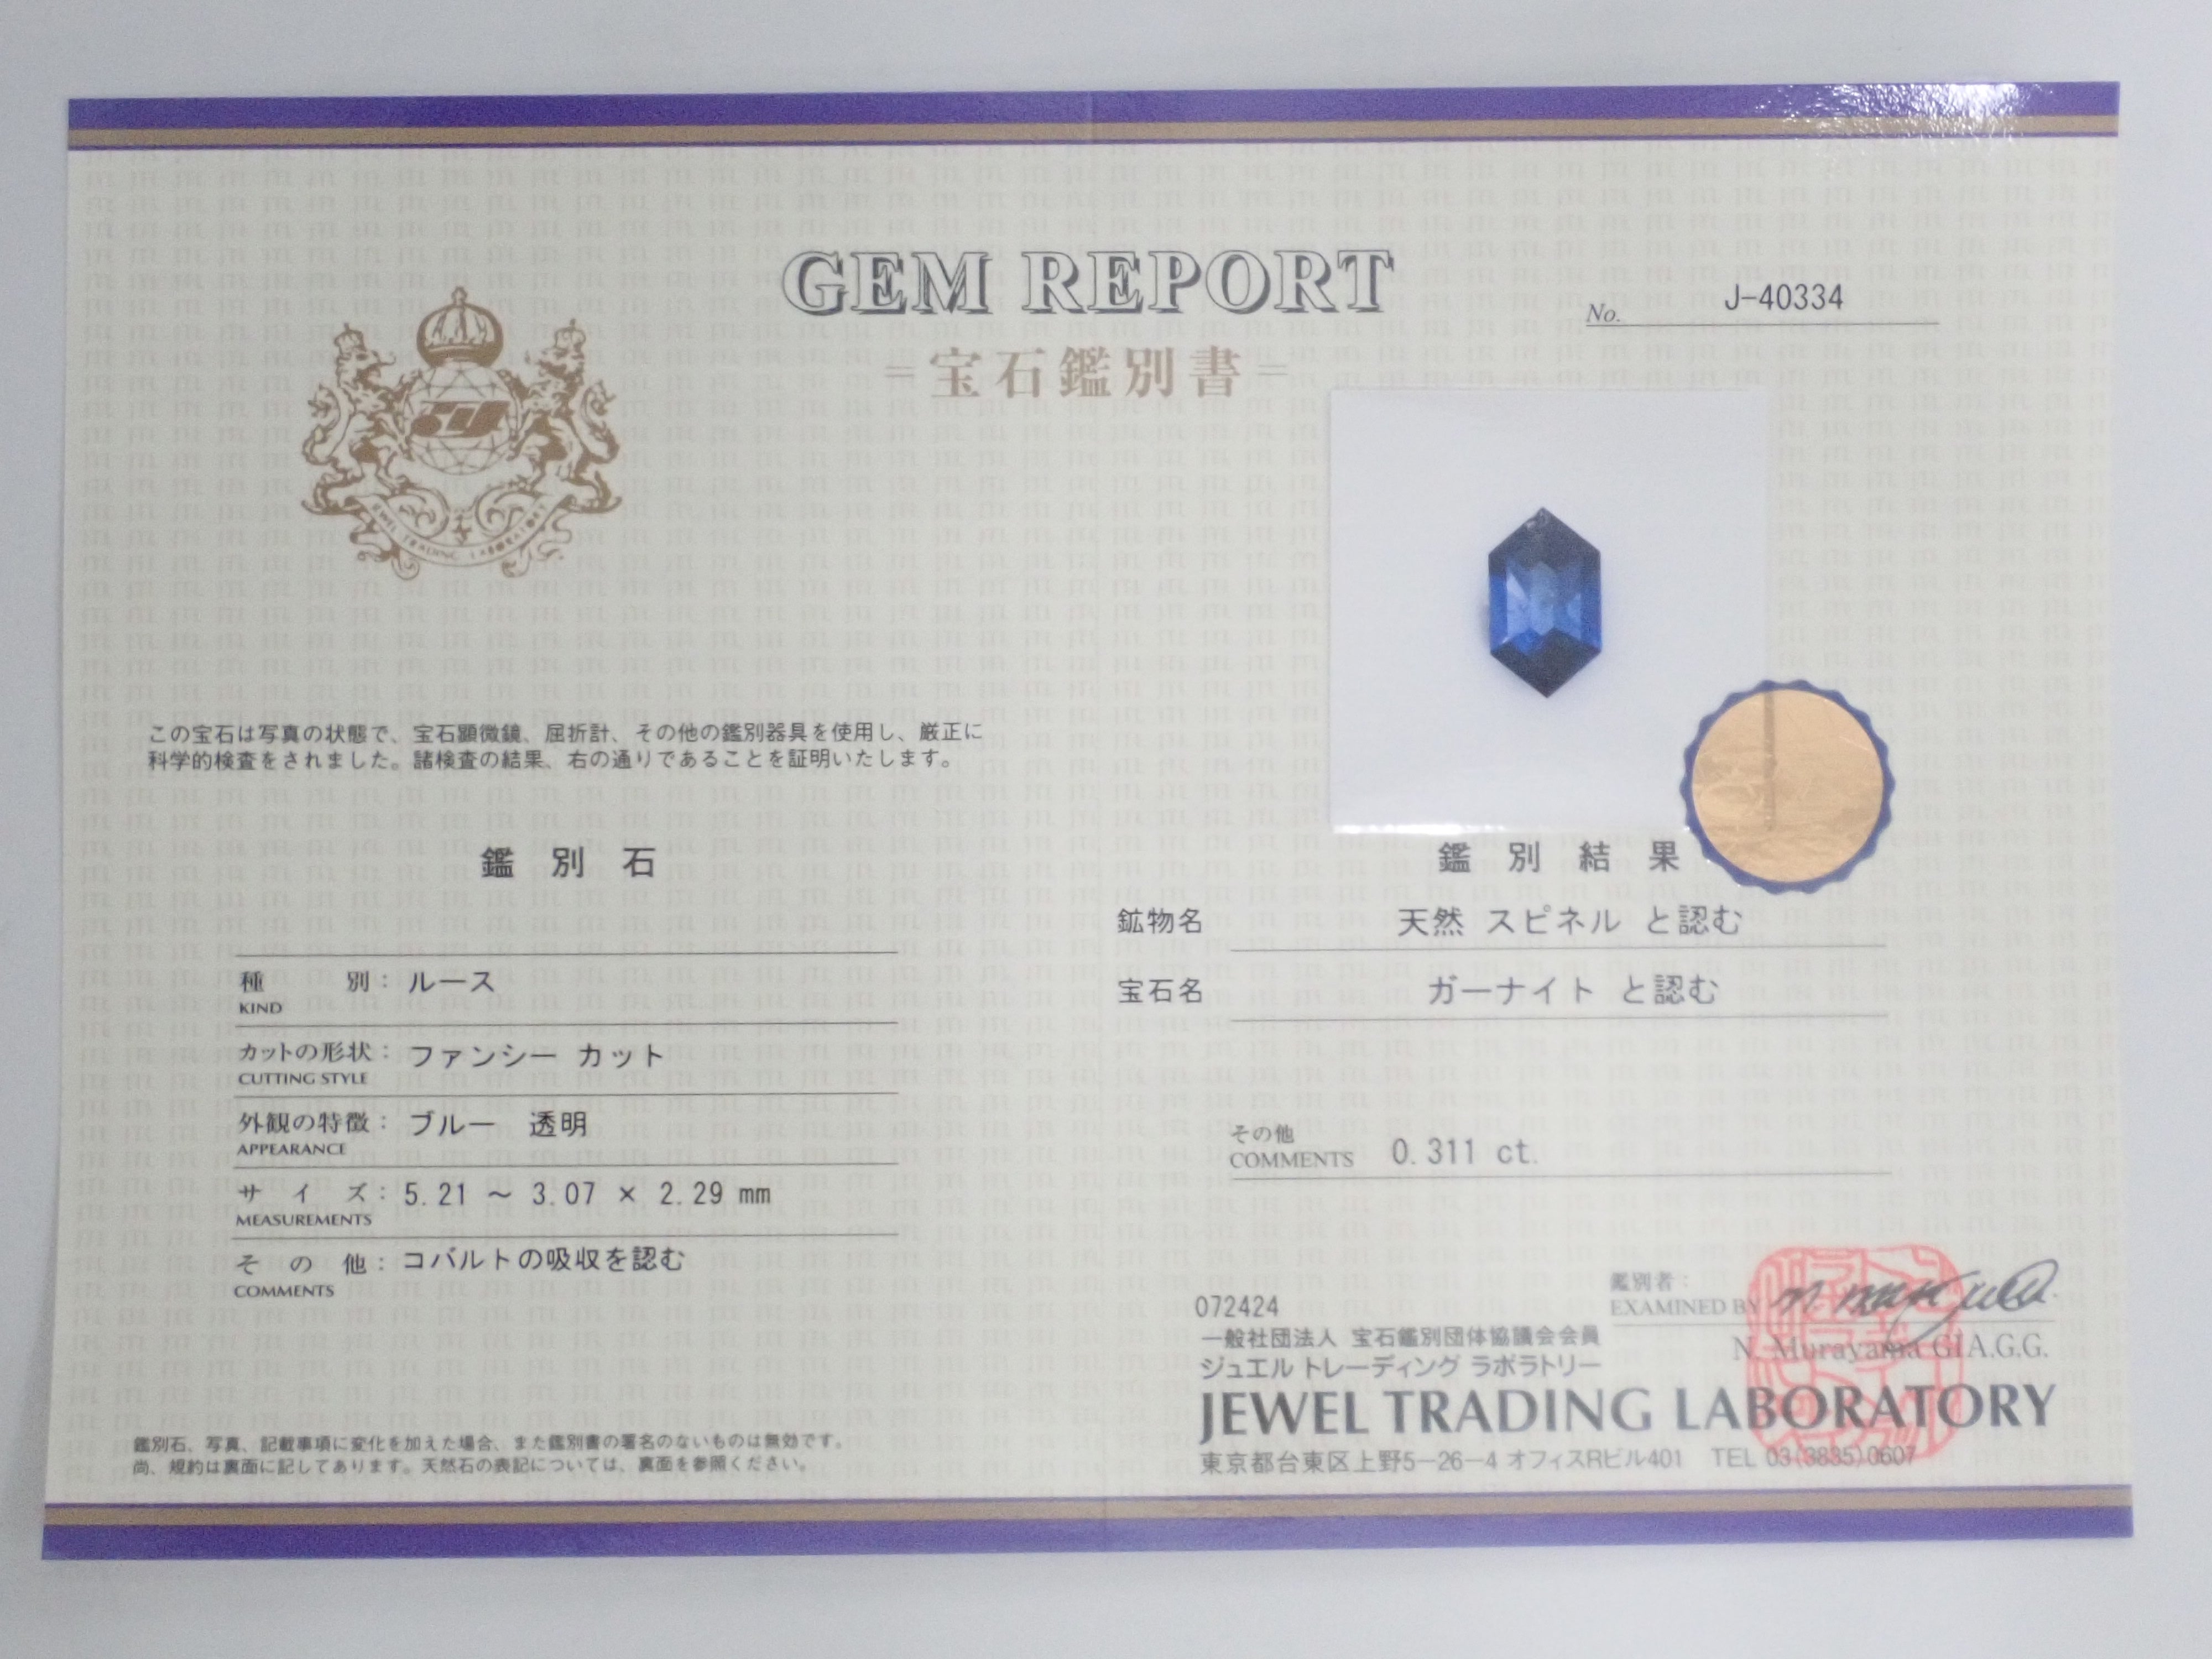 GEM REPORT
No. J-40334
=宝石鑑別書=
JEWEL TRADING LABORATORY
この宝石は写真の状態で、宝石顕微鏡、屈折計、その他の鑑別器具を使用し、厳正に
科学的検査をされました。諸検査の結果、右の通りであることを証明いたします。
鑑別石
種別: ルース
KIND
カットの形状: ファンシー カット
CUTTING STYLE
外観の特徴: ブルー 透明
APPEARANCE
サイズ: 5.21 ～ 3.07 × 2.29 mm
MEASUREMENTS
その他: コバルトの吸収を認む
COMMENTS
鑑別石、写真、記載事項に変化を加えた場合、また鑑別書の署名のないものは無効です。
尚、規約は裏面に記してあります。天然石の表記については、裏面を参照ください。
鑑別結果
鉱物名 天然 スピネル と認む
宝石名 ガーナイト と認む
その他
COMMENTS 0.311 ct.
鑑別者:
EXAMINED BY
N. Murayama GIA.G.G.
072424
一般社団法人 宝石鑑別団体協議会会員
ジュエル トレーディング ラボラトリー
JEWEL TRADING LABORATORY
東京都台東区上野5-26-4 オフィスRビル401 TEL 03(3835)0607